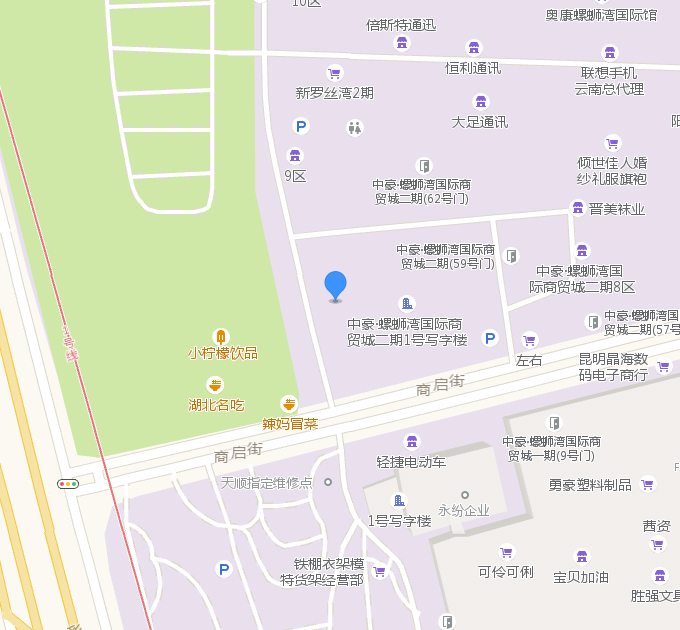 10区
倍斯特通迅
奥康螺蛳湾国际馆
恒利通讯
联想手机
云南总代理
新罗丝湾2期
大足通讯
P
倾世佳人婚
纱礼服旗袍
9区
中豪·螺蛳湾国际商
贸城二期(62号门)
晋美袜业
中豪·螺蛳湾国际商
贸城二期(59号门)
中豪·螺蛳湾国
际商贸城二期8区
中豪·螺蛳湾国际商
贸城二期1号写字楼
中豪·螺蛳湾国际商
贸城二期(57号
P
1号线
小柠檬饮品
左右
昆明晶海数
码电子商行
商启街
湖北名吃
辣妈冒菜
商启街
轻捷电动车
中豪·螺蛳湾国际商
贸城一期(9号门)
天顺指定维修点
勇豪塑料制品
永纷企业
1号写字楼
茜资
P
铁棚衣架模
特货架经营部
可伶可俐
宝贝加油
胜强文具